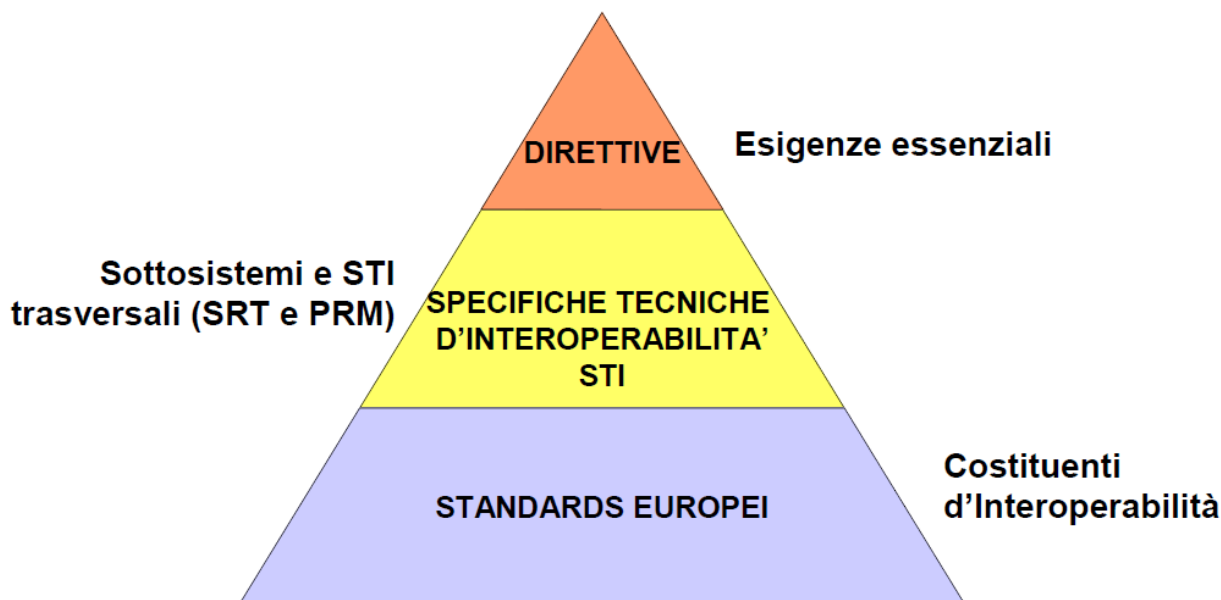 DIRETTIVE
Esigenze essenziali
Sottosistemi e STI
trasversali (SRT e PRM)
SPECIFICHE TECNICHE
D’INTEROPERABILITA’
STI
STANDARDS EUROPEI
Costituenti
d’Interoperabilità